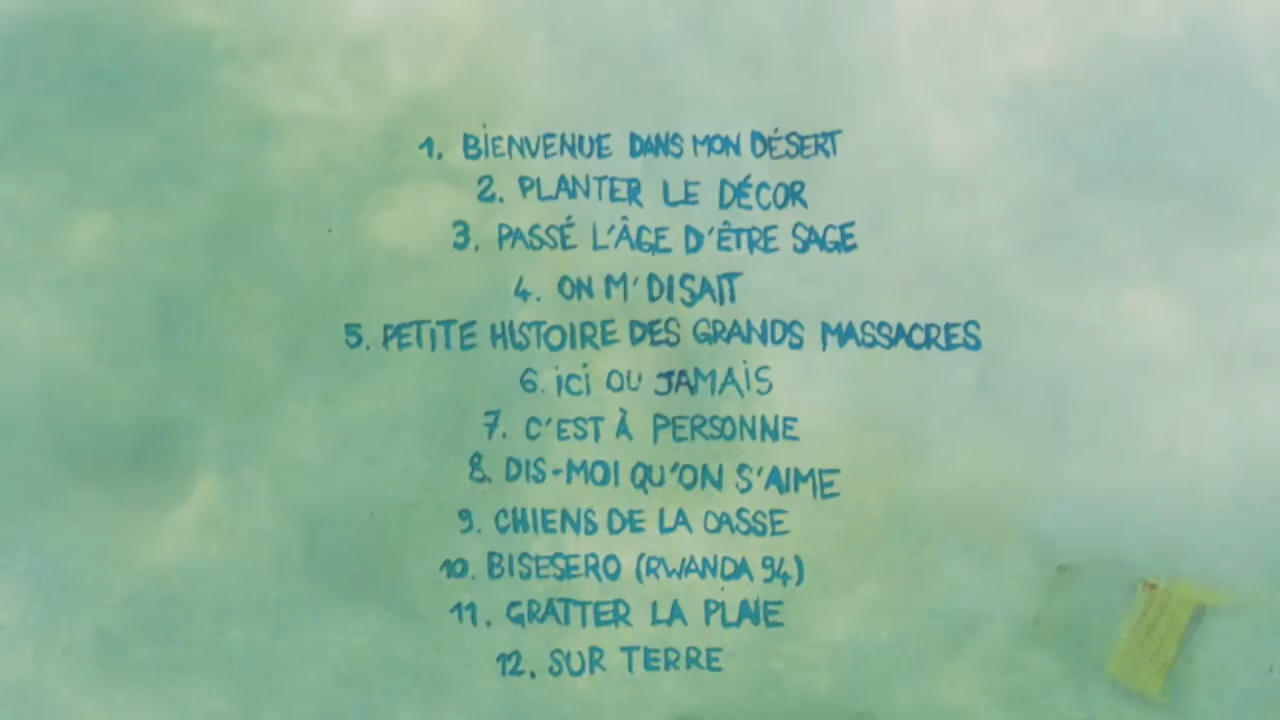 1. BIENVENUE DANS MON DÉSERT
2. PLANTER LE DÉCOR
3. PASSÉ L'ÂGE D'ÊTRE SAGE
4. ON M'DISAIT
5. PETITE HISTOIRE DES GRANDS MASSACRES
6. ICI OU JAMAIS
7. C'EST À PERSONNE
8. DIS-MOI QU'ON S'AIME
9. CHIENS DE LA CASSE
10. BISESERO (RWANDA 94)
11. GRATTER LA PLAIE
12. SUR TERRE